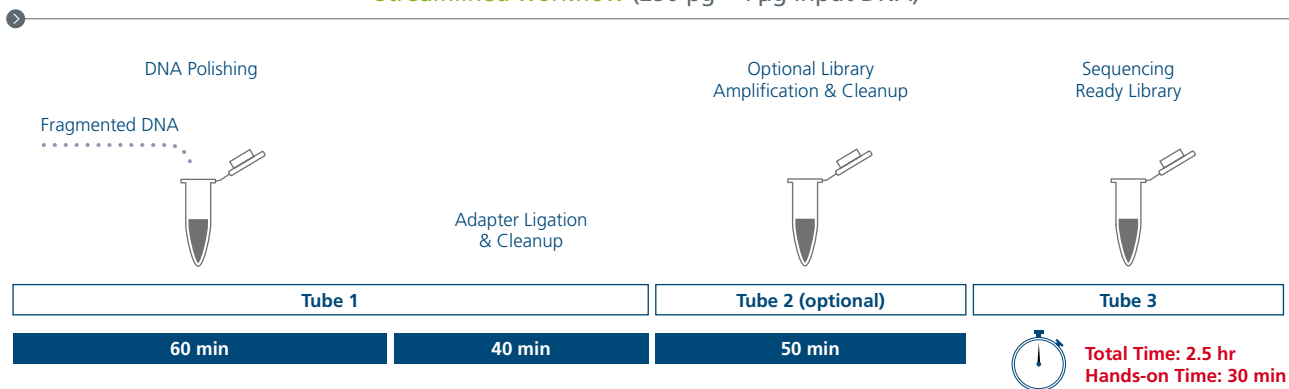 DNA Polishing
Optional Library
Amplification & Cleanup
Sequencing
Ready Library
Fragmented DNA
Adapter Ligation
& Cleanup
Tube 1
Tube 2 (optional)
Tube 3
60 min
40 min
50 min
Total Time: 2.5 hr
Hands-on Time: 30 min